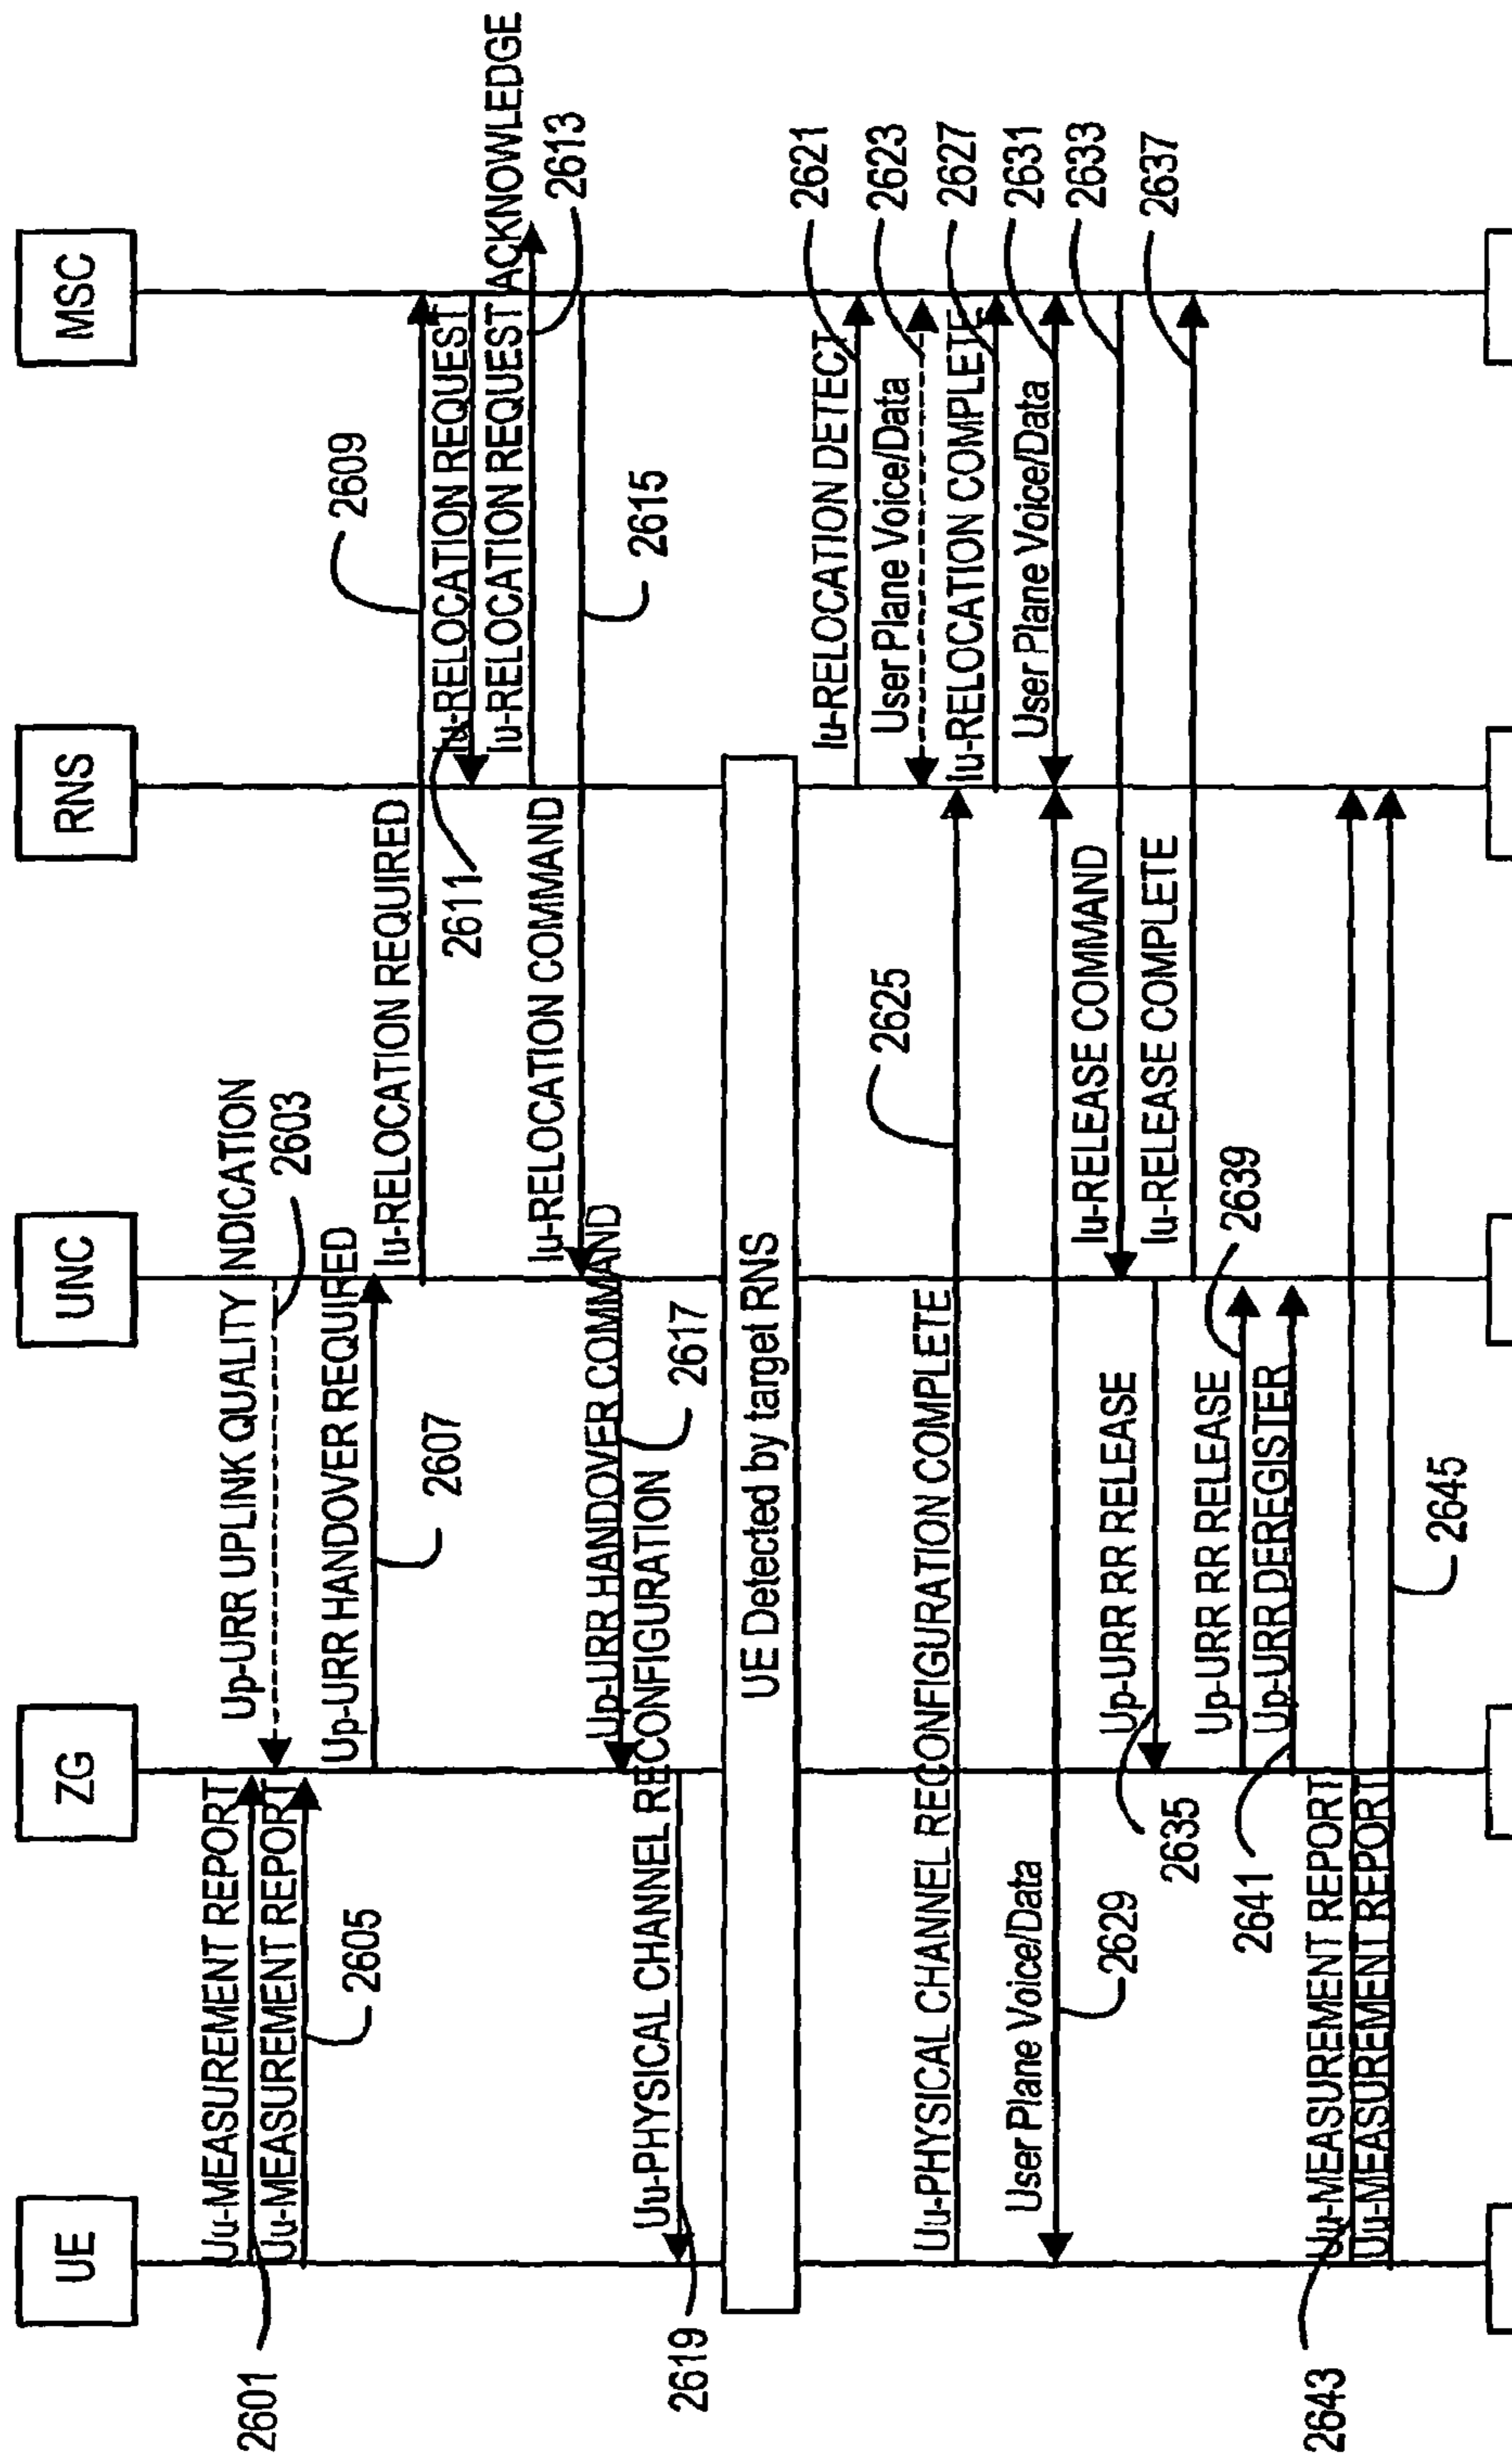 UE
ZG
UNC
RNS
MSC
Uu-MEASUREMENT REPORT
2601
Up-URR UPLINK QUALITY INDICATION
2603
Uu-MEASUREMENT REPORT
2605
Up-URR HANDOVER REQUIRED
2607
Iu-RELOCATION REQUIRED
2609
Iu-RELOCATION REQUEST
2611
Iu-RELOCATION REQUEST ACKNOWLEDGE
2613
Iu-RELOCATION COMMAND
2615
Up-URR HANDOVER COMMAND
2617
Uu-PHYSICAL CHANNEL RECONFIGURATION
2619
UE Detected by target RNS
Iu-RELOCATION DETECT
2621
User Plane Voice/Data
2623
Uu-PHYSICAL CHANNEL RECONFIGURATION COMPLETE
2625
Iu-RELOCATION COMPLETE
2627
User Plane Voice/Data
2629
User Plane Voice/Data
2631
Iu-RELEASE COMMAND
2633
Up-URR RR RELEASE
2635
Iu-RELEASE COMPLETE
2637
Up-URR RR RELEASE
2639
Up-URR DEREGISTER
2641
Uu-MEASUREMENT REPORT
2643
Uu-MEASUREMENT REPORT
2645